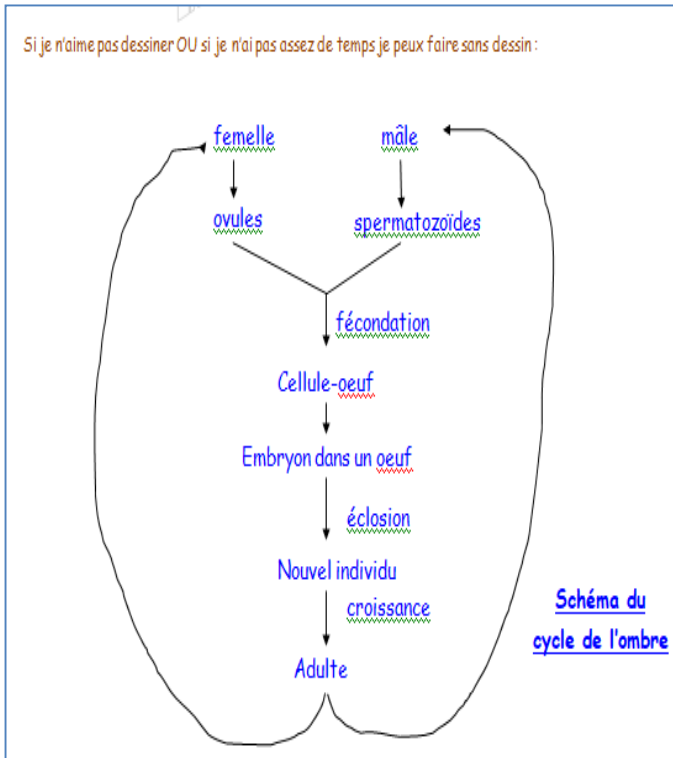 Si je n'aime pas dessiner OU si je n'ai pas assez de temps je peux faire sans dessin :
femelle mâle
ovules spermatozoïdes
fécondation
Cellule-oeuf
Embryon dans un oeuf
éclosion
Nouvel individu
croissance
Adulte
Schéma du
cycle de l'ombre